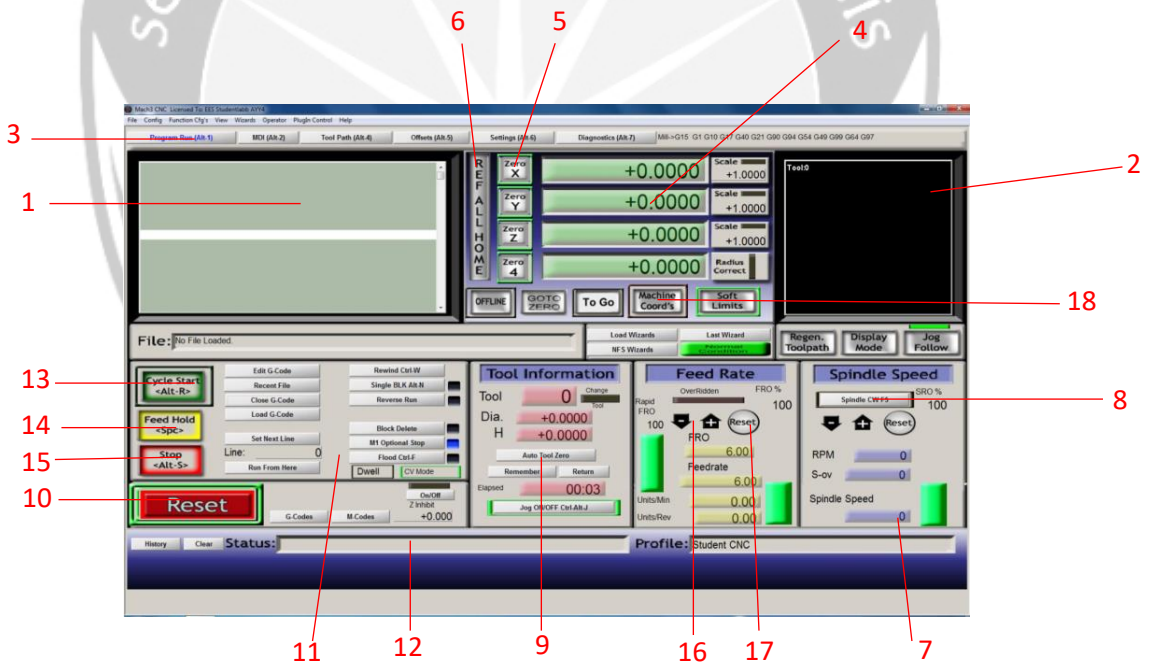 6
5
4
Mach3 CNC Licensed To: EES Studentlabb AYY4
File Config Function Cfg's View Wizards Operator PlugIn Control Help
3
Program Run (Alt-1) MDI (Alt-2) Tool Path (Alt-4) Offsets (Alt-5) Settings (Alt-6) Diagnostics (Alt-7) Mill->G15 G1 G10 G17 G40 G21 G90 G94 G54 G49 G99 G64 G97
1
REF ALL HOME
Zero X +0.0000 Scale +1.0000
Zero Y +0.0000 Scale +1.0000
Zero Z +0.0000 Scale +1.0000
Zero 4 +0.0000 Radius Correct
OFFLINE GOTO ZERO To Go Machine Coord's Soft Limits
Tool:0
2
18
File: No File Loaded.
Load Wizards Last Wizard
NFS Wizards Normal Condition
Regen. Toolpath Display Mode Jog Follow
13
14
15
10
Cycle Start
<Alt-R>
Feed Hold
<Spc>
Stop
<Alt-S>
Reset
Edit G-Code Rewind Ctrl-W
Recent File Single BLK Alt-N
Close G-Code Reverse Run
Load G-Code
Block Delete
Set Next Line M1 Optional Stop
Line: 0 Flood Ctrl-F
Run From Here Dwell CV Mode
On/Off
Z Inhibit
+0.000
G-Codes M-Codes
Tool Information
Tool 0 Change Tool
Dia. +0.0000
H +0.0000
Auto Tool Zero
Remember Return
Elapsed 00:03
Jog ON/OFF Ctrl-Alt-J
Feed Rate
OverRidden FRO %
100
Rapid
FRO
100
Reset
FRO
6.00
Feedrate
6.00
Units/Min 0.00
Units/Rev 0.00
Spindle Speed
Spindle CW F5 SRO %
100
Reset
RPM 0
S-ov 0
Spindle Speed
0
8
History Clear Status: Profile: Student CNC
11
12
9
16
17
7